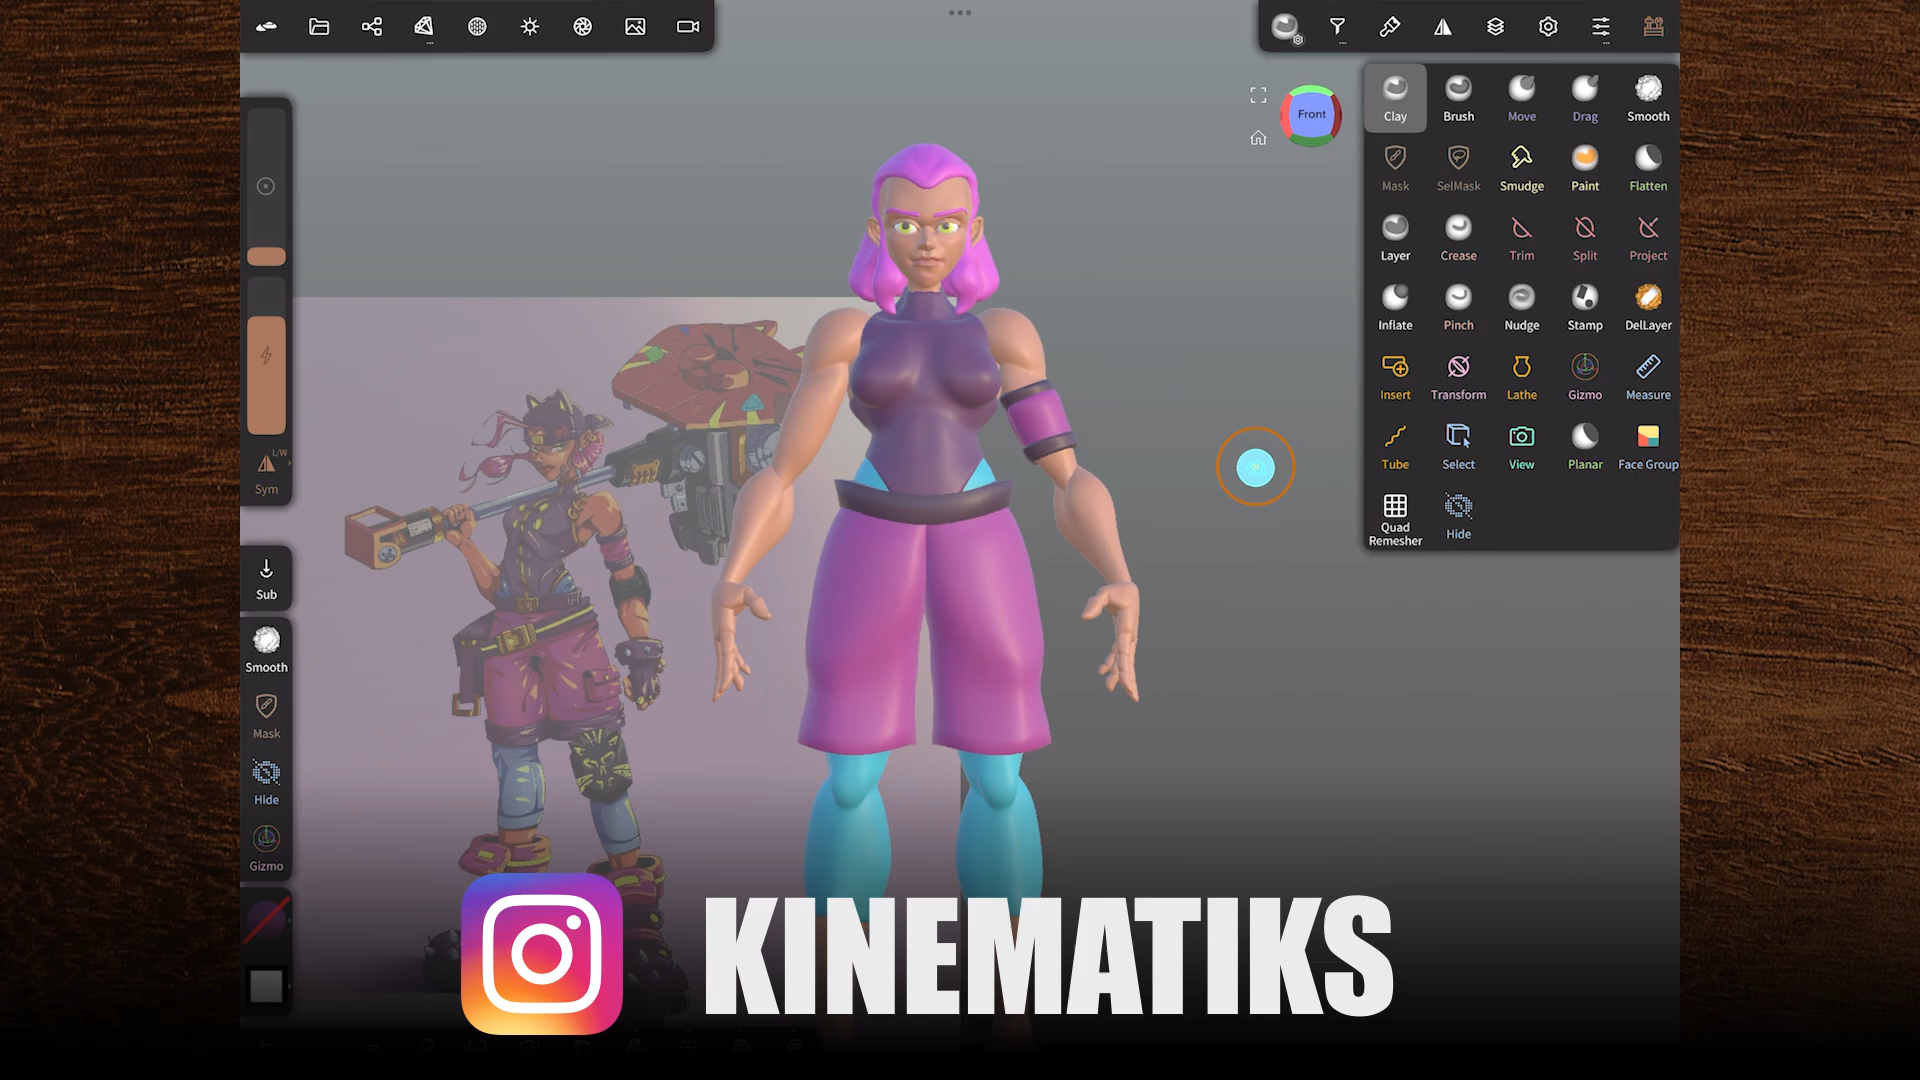 Front
Clay Brush Move Drag Smooth
Mask SelMask Smudge Paint Flatten
Layer Crease Trim Split Project
Inflate Pinch Nudge Stamp DelLayer
Insert Transform Lathe Gizmo Measure
Tube Select View Planar Face Group
Quad
Remesher Hide
L/W
Sym
Sub
Smooth
Mask
Hide
Gizmo
KINEMATIKS